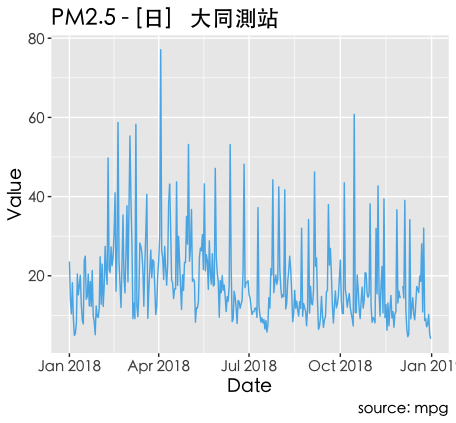 PM2.5 - [日] 大同測站
80
60
40
20
Value
Jan 2018 Apr 2018 Jul 2018 Oct 2018 Jan 201
Date
source: mpg